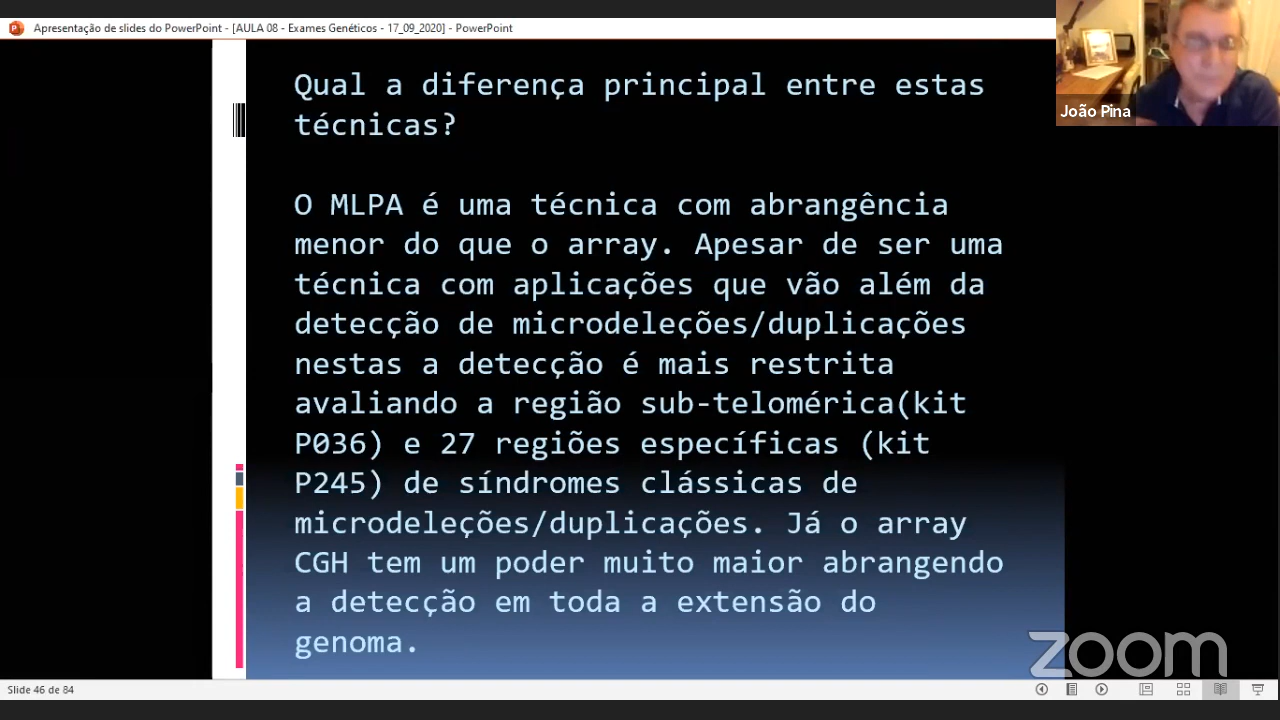 Apresentação de slides do PowerPoint - [AULA 08 - Exames Genéticos - 17_09_2020] - PowerPoint
João Pina
Qual a diferença principal entre estas
técnicas?
O MLPA é uma técnica com abrangência
menor do que o array. Apesar de ser uma
técnica com aplicações que vão além da
detecção de microdeleções/duplicações
nestas a detecção é mais restrita
avaliando a região sub-telomérica(kit
P036) e 27 regiões específicas (kit
P245) de síndromes clássicas de
microdeleções/duplicações. Já o array
CGH tem um poder muito maior abrangendo
a detecção em toda a extensão do
genoma.
zoom
Slide 46 de 84